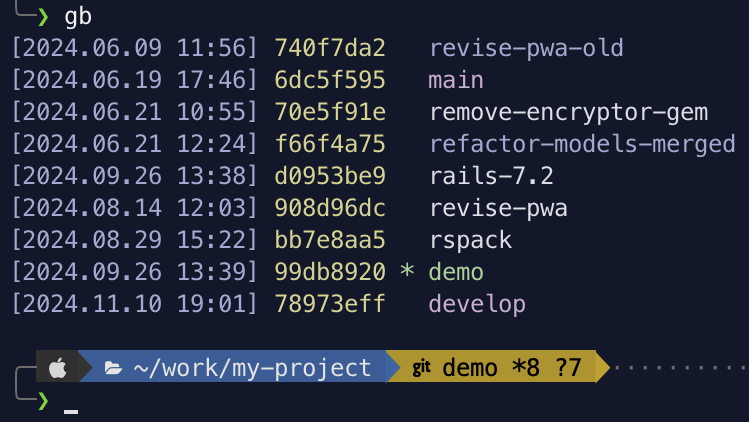 ❯ gb
[2024.06.09 11:56] 740f7da2   revise-pwa-old
[2024.06.19 17:46] 6dc5f595   main
[2024.06.21 10:55] 70e5f91e   remove-encryptor-gem
[2024.06.21 12:24] f66f4a75   refactor-models-merged
[2024.09.26 13:38] d0953be9   rails-7.2
[2024.08.14 12:03] 908d96dc   revise-pwa
[2024.08.29 15:22] bb7e8aa5   rspack
[2024.09.26 13:39] 99db8920 * demo
[2024.11.10 19:01] 78973eff   develop
~/work/my-project git demo *8 ?7
❯ _